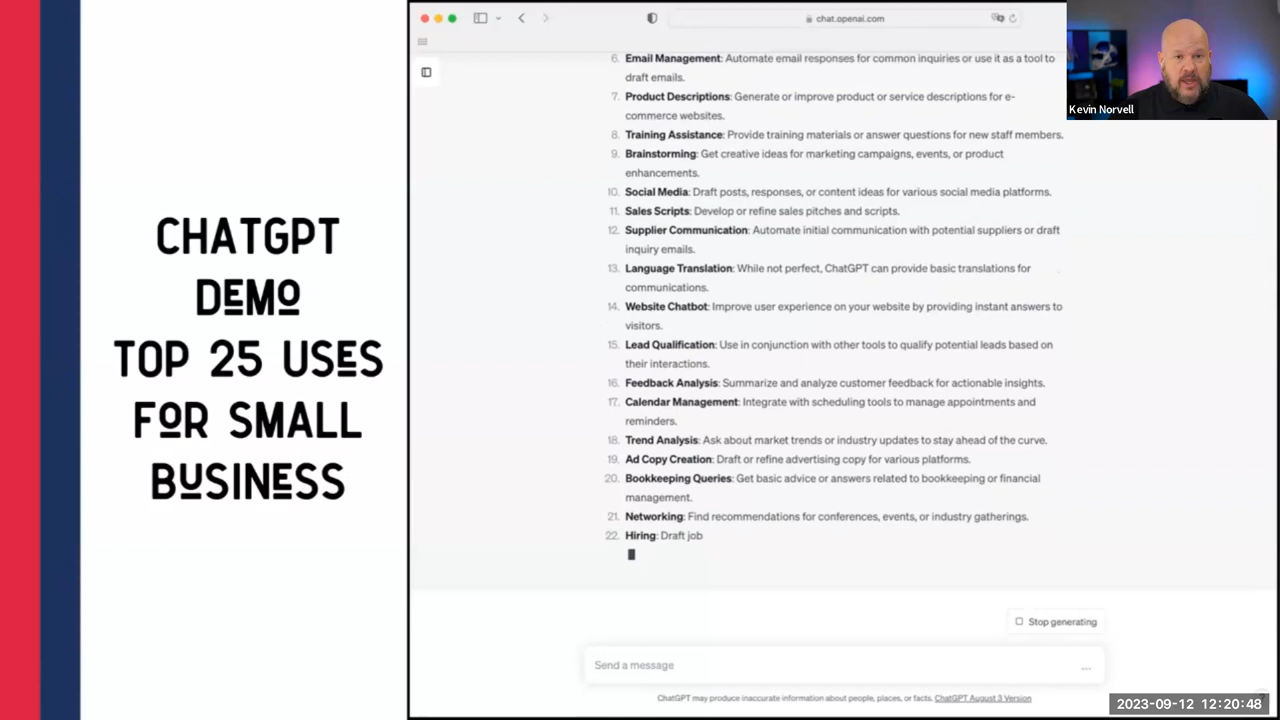 CHATGPT
DEMO
TOP 25 USES
FOR SMALL
BUSINESS
chat.openai.com
6. Email Management: Automate email responses for common inquiries or use it as a tool to
draft emails.
7. Product Descriptions: Generate or improve product or service descriptions for e-
commerce websites.
8. Training Assistance: Provide training materials or answer questions for new staff members.
9. Brainstorming: Get creative ideas for marketing campaigns, events, or product
enhancements.
10. Social Media: Draft posts, responses, or content ideas for various social media platforms.
11. Sales Scripts: Develop or refine sales pitches and scripts.
12. Supplier Communication: Automate initial communication with potential suppliers or draft
inquiry emails.
13. Language Translation: While not perfect, ChatGPT can provide basic translations for
communications.
14. Website Chatbot: Improve user experience on your website by providing instant answers to
visitors.
15. Lead Qualification: Use in conjunction with other tools to qualify potential leads based on
their interactions.
16. Feedback Analysis: Summarize and analyze customer feedback for actionable insights.
17. Calendar Management: Integrate with scheduling tools to manage appointments and
reminders.
18. Trend Analysis: Ask about market trends or industry updates to stay ahead of the curve.
19. Ad Copy Creation: Draft or refine advertising copy for various platforms.
20. Bookkeeping Queries: Get basic advice or answers related to bookkeeping or financial
management.
21. Networking: Find recommendations for conferences, events, or industry gatherings.
22. Hiring: Draft job
Stop generating
Send a message
ChatGPT may produce inaccurate information about people, places, or facts. ChatGPT August 3 Version
Kevin Norvell
2023-09-12 12:20:48